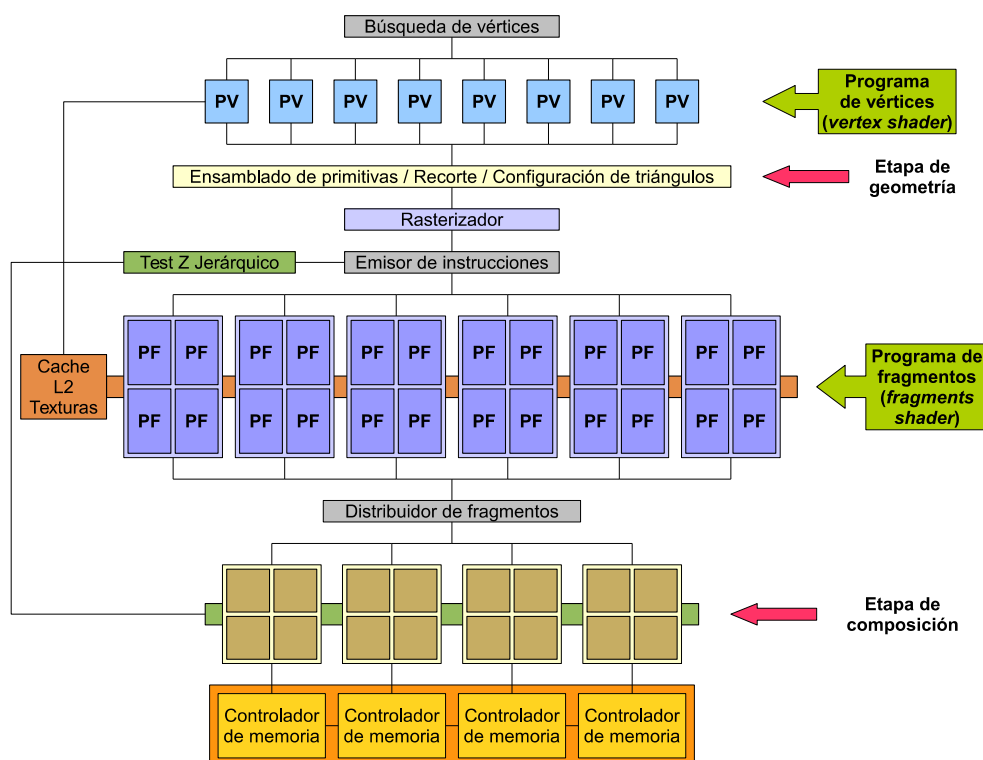 Búsqueda de vértices
PV PV PV PV PV PV PV PV
Programa
de vértices
(vertex shader)
Ensamblado de primitivas / Recorte / Configuración de triángulos
Etapa de
geometría
Rasterizador
Test Z Jerárquico
Emisor de instrucciones
PF PF PF PF PF PF PF PF PF PF PF PF
Cache
L2
Texturas
PF PF PF PF PF PF PF PF PF PF PF PF
Programa de
fragmentos
(fragments
shader)
Distribuidor de fragmentos
Etapa de
composición
Controlador
de memoria
Controlador
de memoria
Controlador
de memoria
Controlador
de memoria